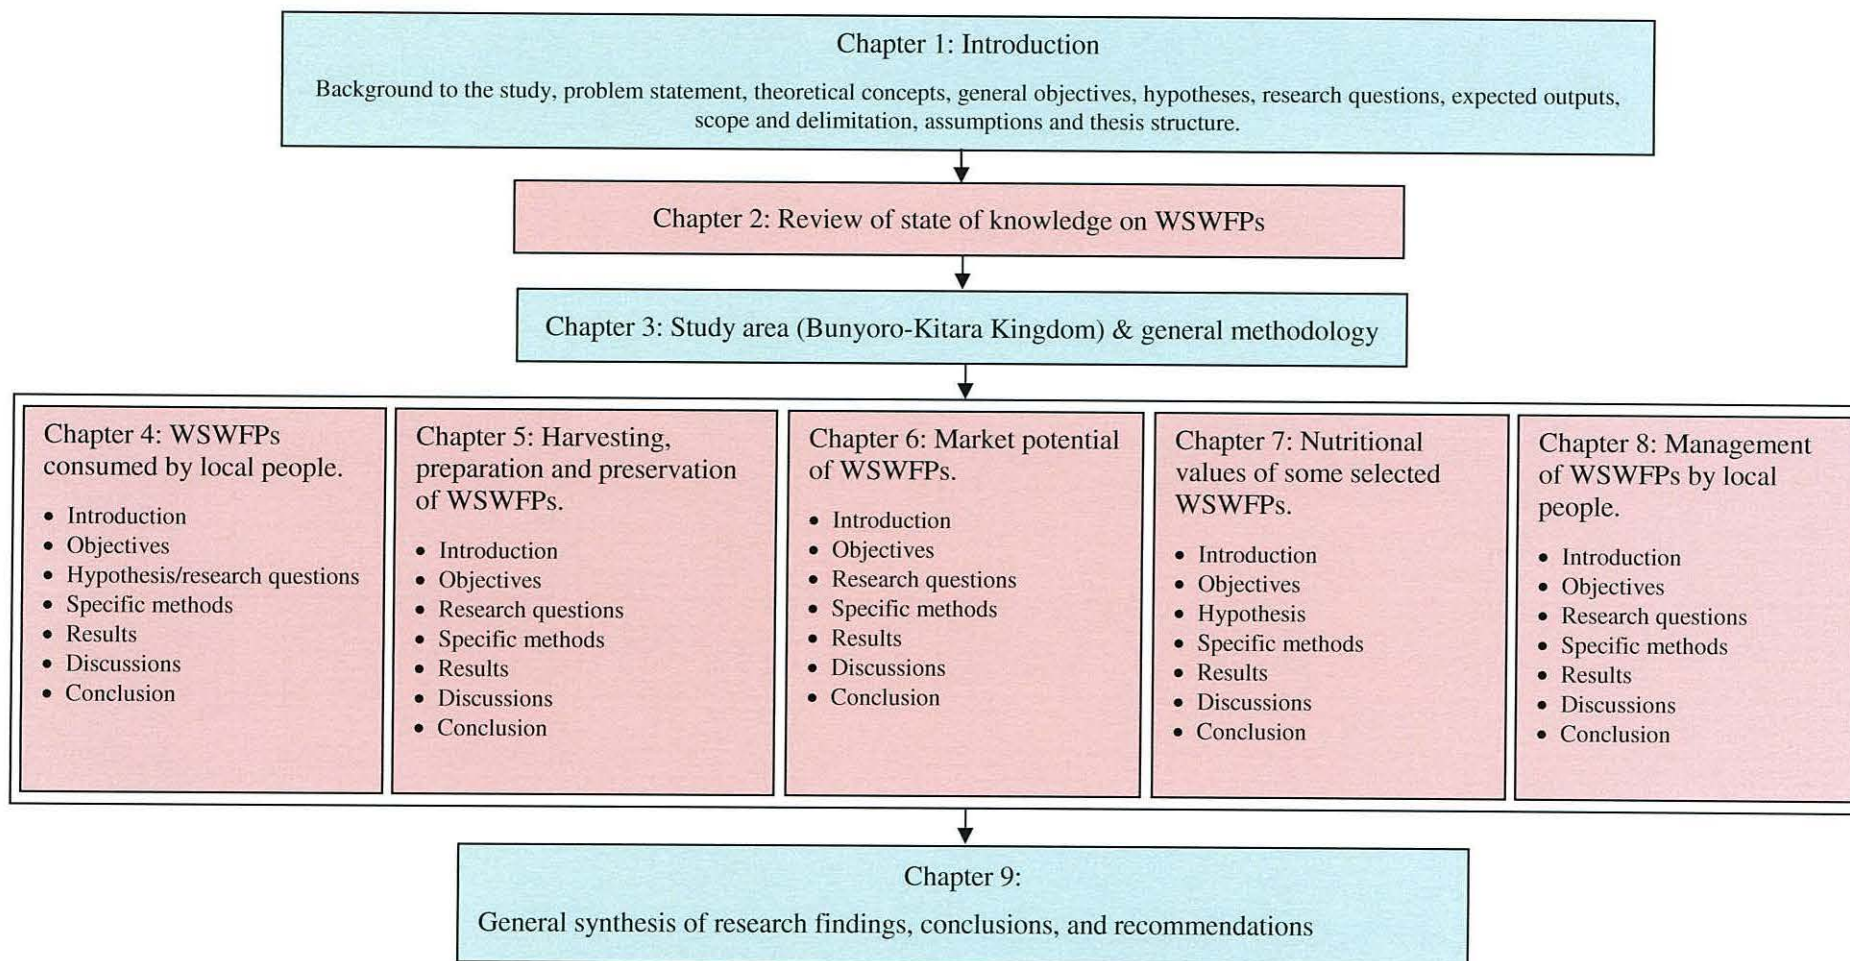 Chapter 1: Introduction
Background to the study, problem statement, theoretical concepts, general objectives, hypotheses, research questions, expected outputs,
scope and delimitation, assumptions and thesis structure.
Chapter 2: Review of state of knowledge on WSWFPs
Chapter 3: Study area (Bunyoro-Kitara Kingdom) & general methodology
Chapter 4: WSWFPs
consumed by local people.
• Introduction
• Objectives
• Hypothesis/research questions
• Specific methods
• Results
• Discussions
• Conclusion
Chapter 5: Harvesting,
preparation and preservation
of WSWFPs.
• Introduction
• Objectives
• Research questions
• Specific methods
• Results
• Discussions
• Conclusion
Chapter 6: Market potential
of WSWFPs.
• Introduction
• Objectives
• Research questions
• Specific methods
• Results
• Discussions
• Conclusion
Chapter 7: Nutritional
values of some selected
WSWFPs.
• Introduction
• Objectives
• Hypothesis
• Specific methods
• Results
• Discussions
• Conclusion
Chapter 8: Management
of WSWFPs by local
people.
• Introduction
• Objectives
• Research questions
• Specific methods
• Results
• Discussions
• Conclusion
Chapter 9:
General synthesis of research findings, conclusions, and recommendations